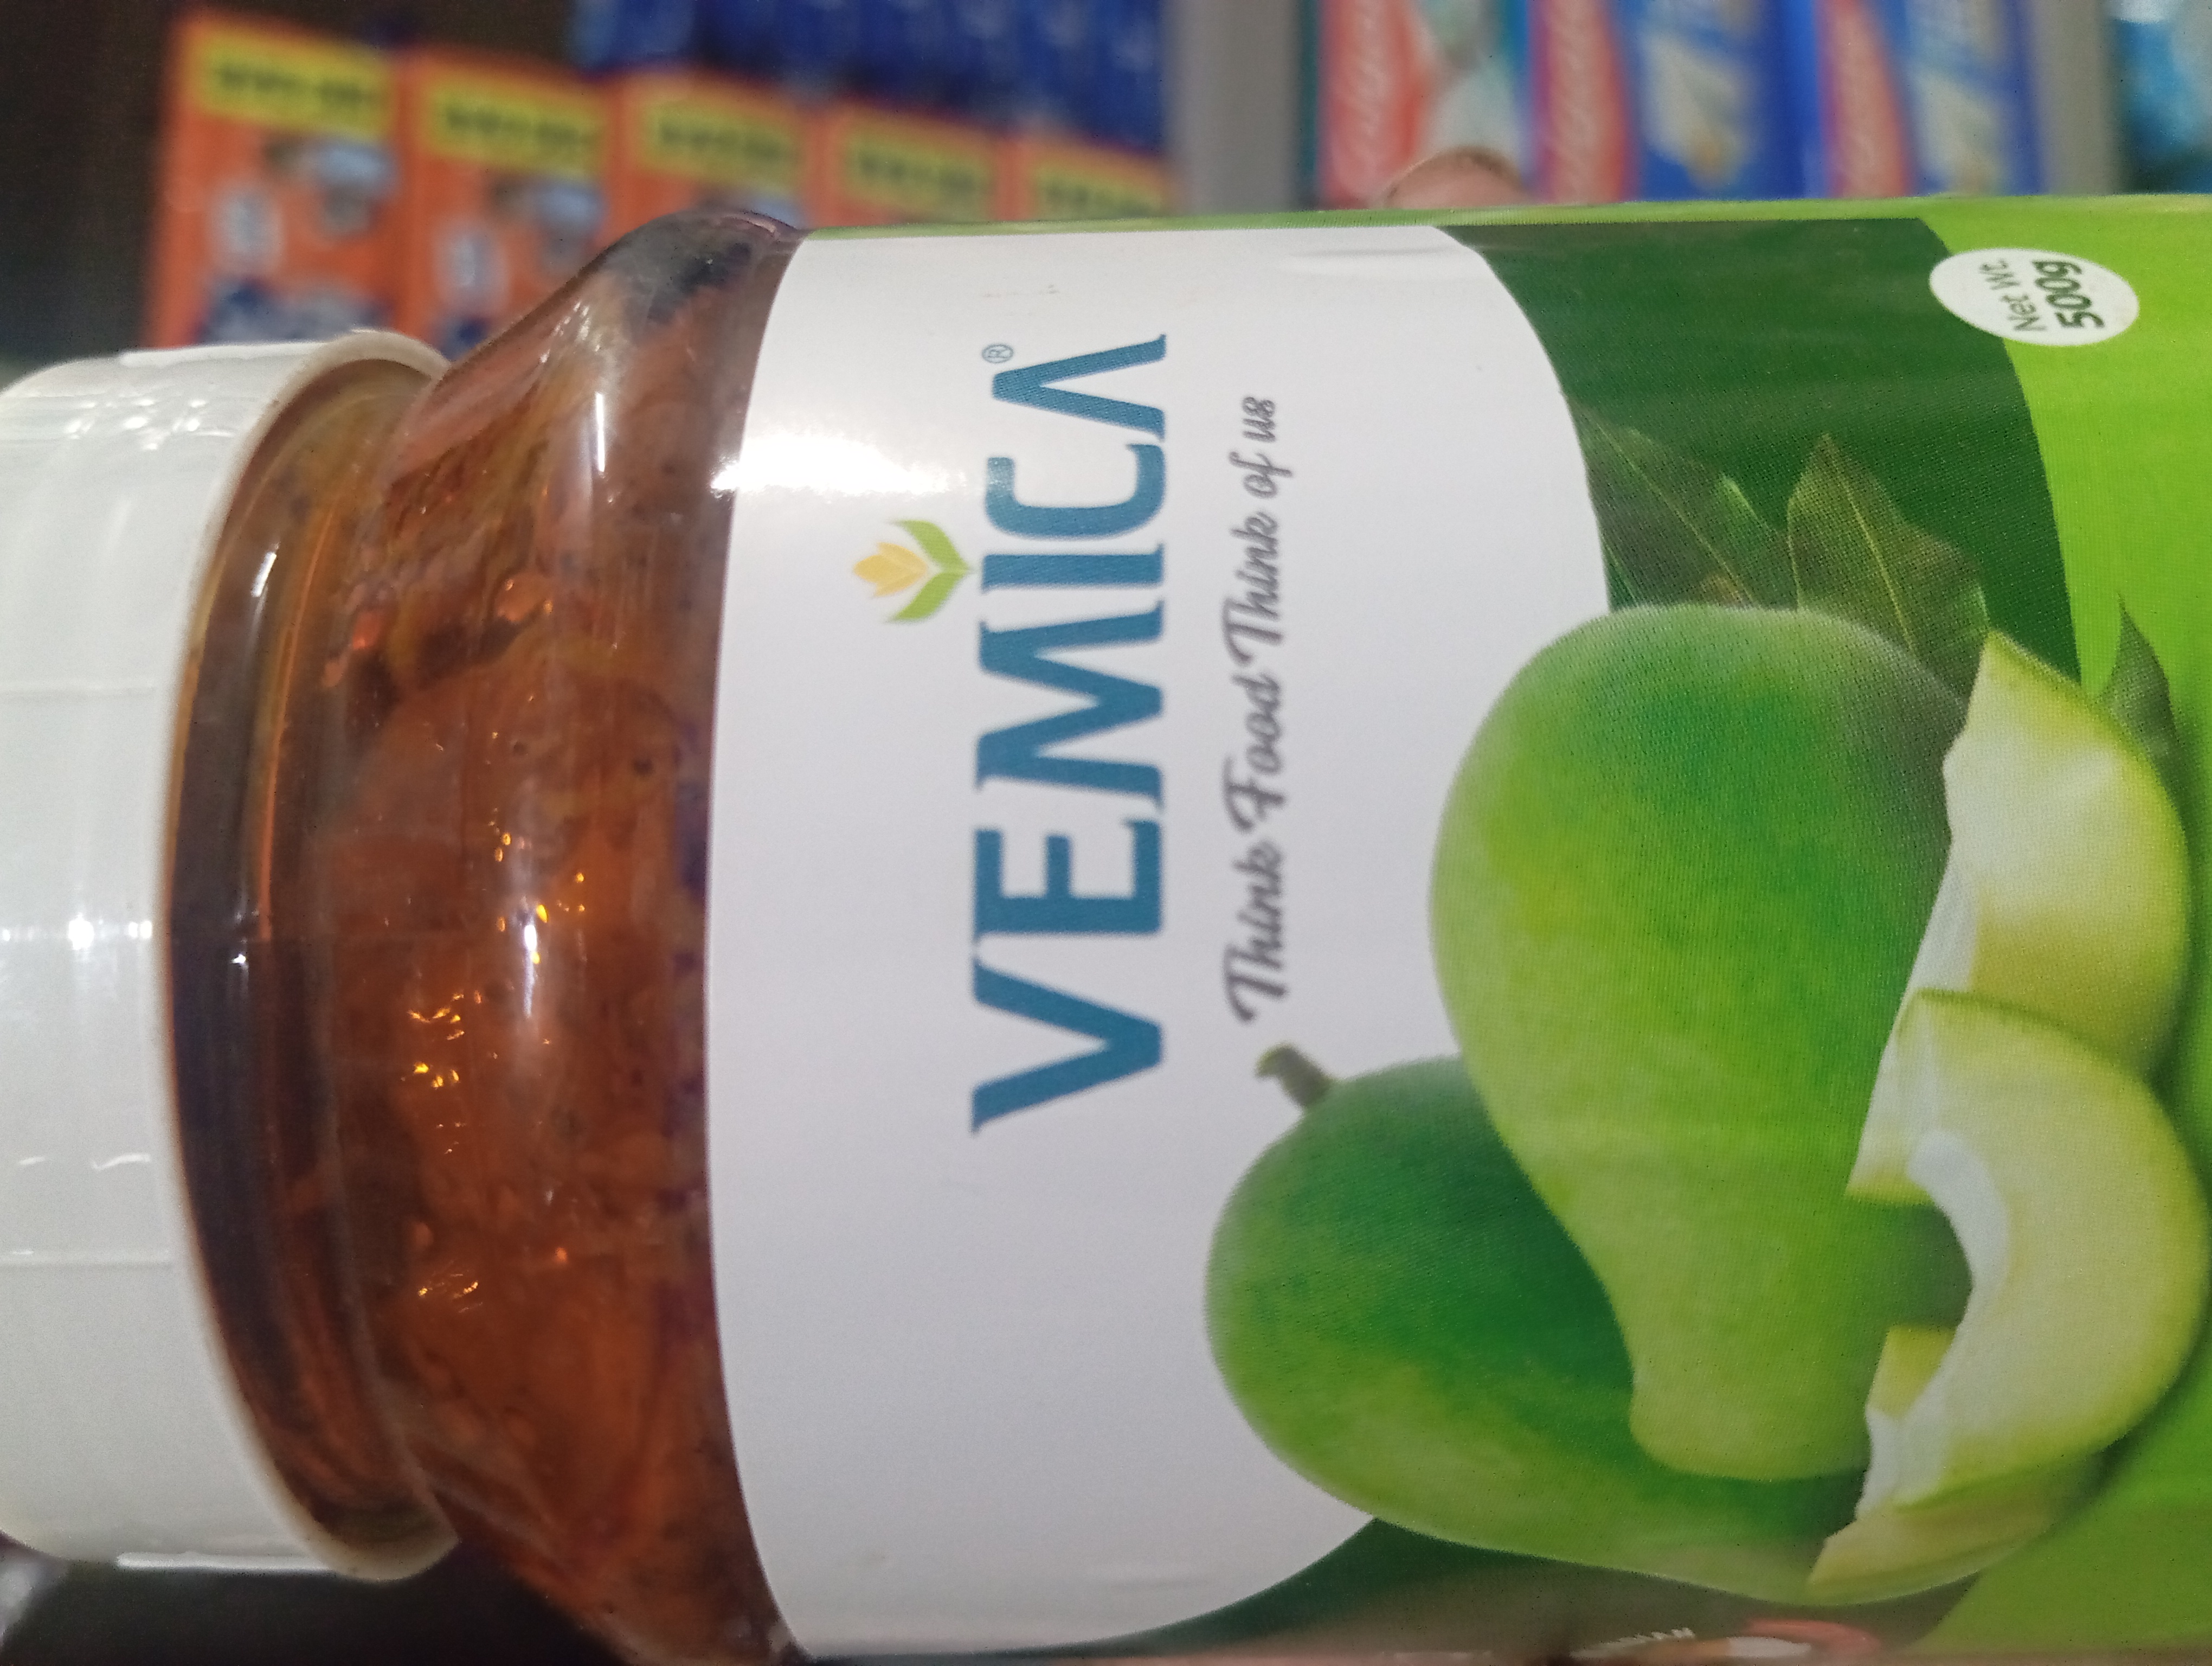 VEMICA®
Think Food Think of us
Net Wt.
500g